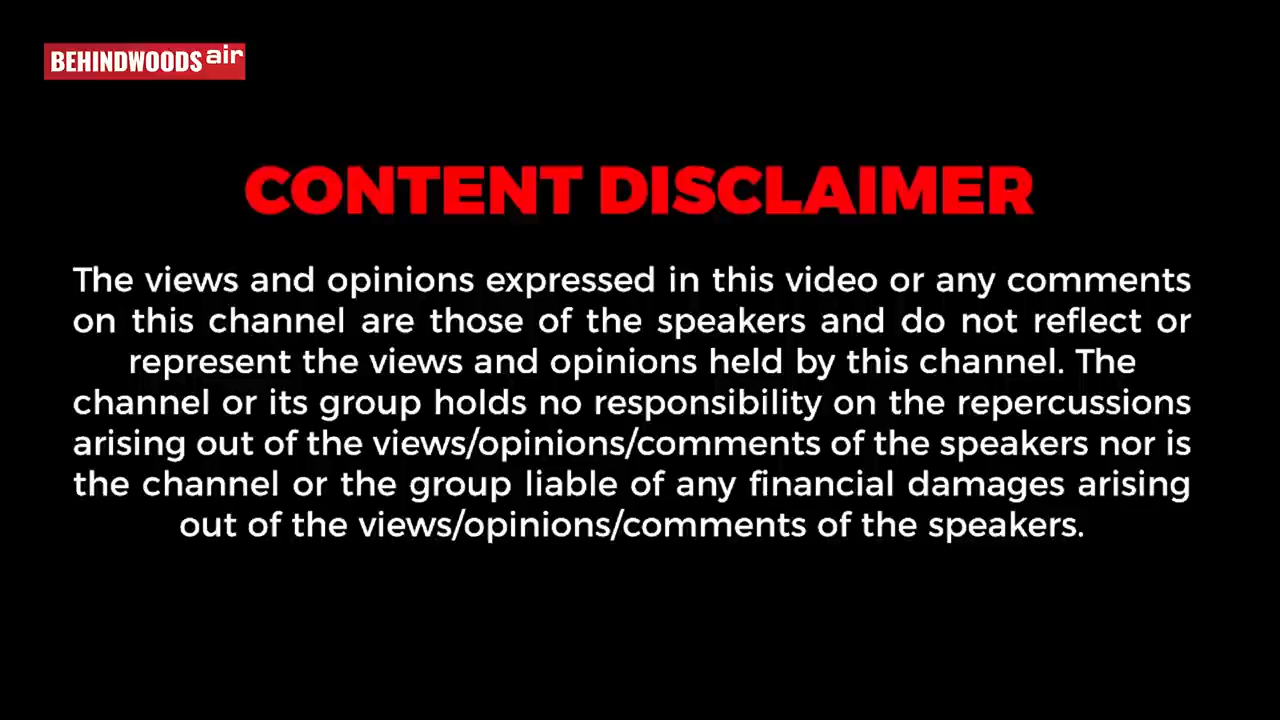 BEHINDWOODS air
CONTENT DISCLAIMER
The views and opinions expressed in this video or any comments
on this channel are those of the speakers and do not reflect or
represent the views and opinions held by this channel. The
channel or its group holds no responsibility on the repercussions
arising out of the views/opinions/comments of the speakers nor is
the channel or the group liable of any financial damages arising
out of the views/opinions/comments of the speakers.